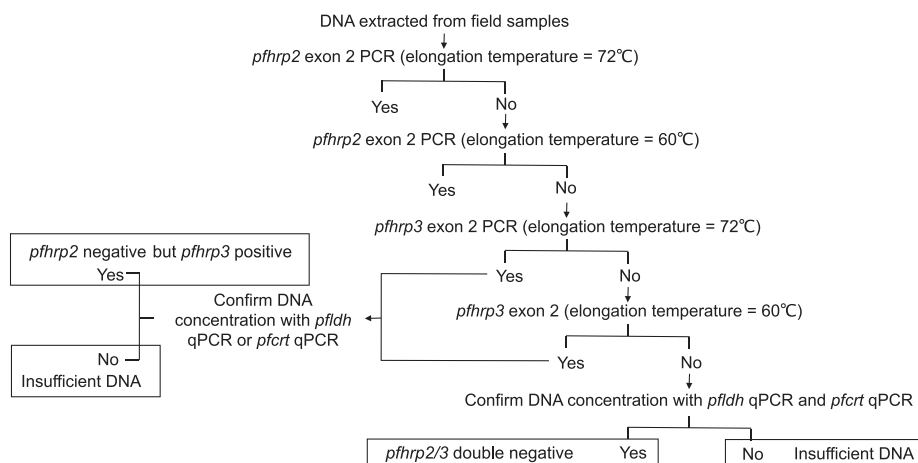 DNA extracted from field samples
pfhrp2 exon 2 PCR (elongation temperature = 72℃)
Yes
No
pfhrp2 exon 2 PCR (elongation temperature = 60℃)
Yes
No
pfhrp3 exon 2 PCR (elongation temperature = 72℃)
Yes
No
pfhrp3 exon 2 (elongation temperature = 60℃)
Yes
No
pfhrp2 negative but pfhrp3 positive
Yes
Confirm DNA
concentration with pfldh
qPCR or pfcrt qPCR
No
Insufficient DNA
Confirm DNA concentration with pfldh qPCR and pfcrt qPCR
pfhrp2/3 double negative Yes
No Insufficient DNA